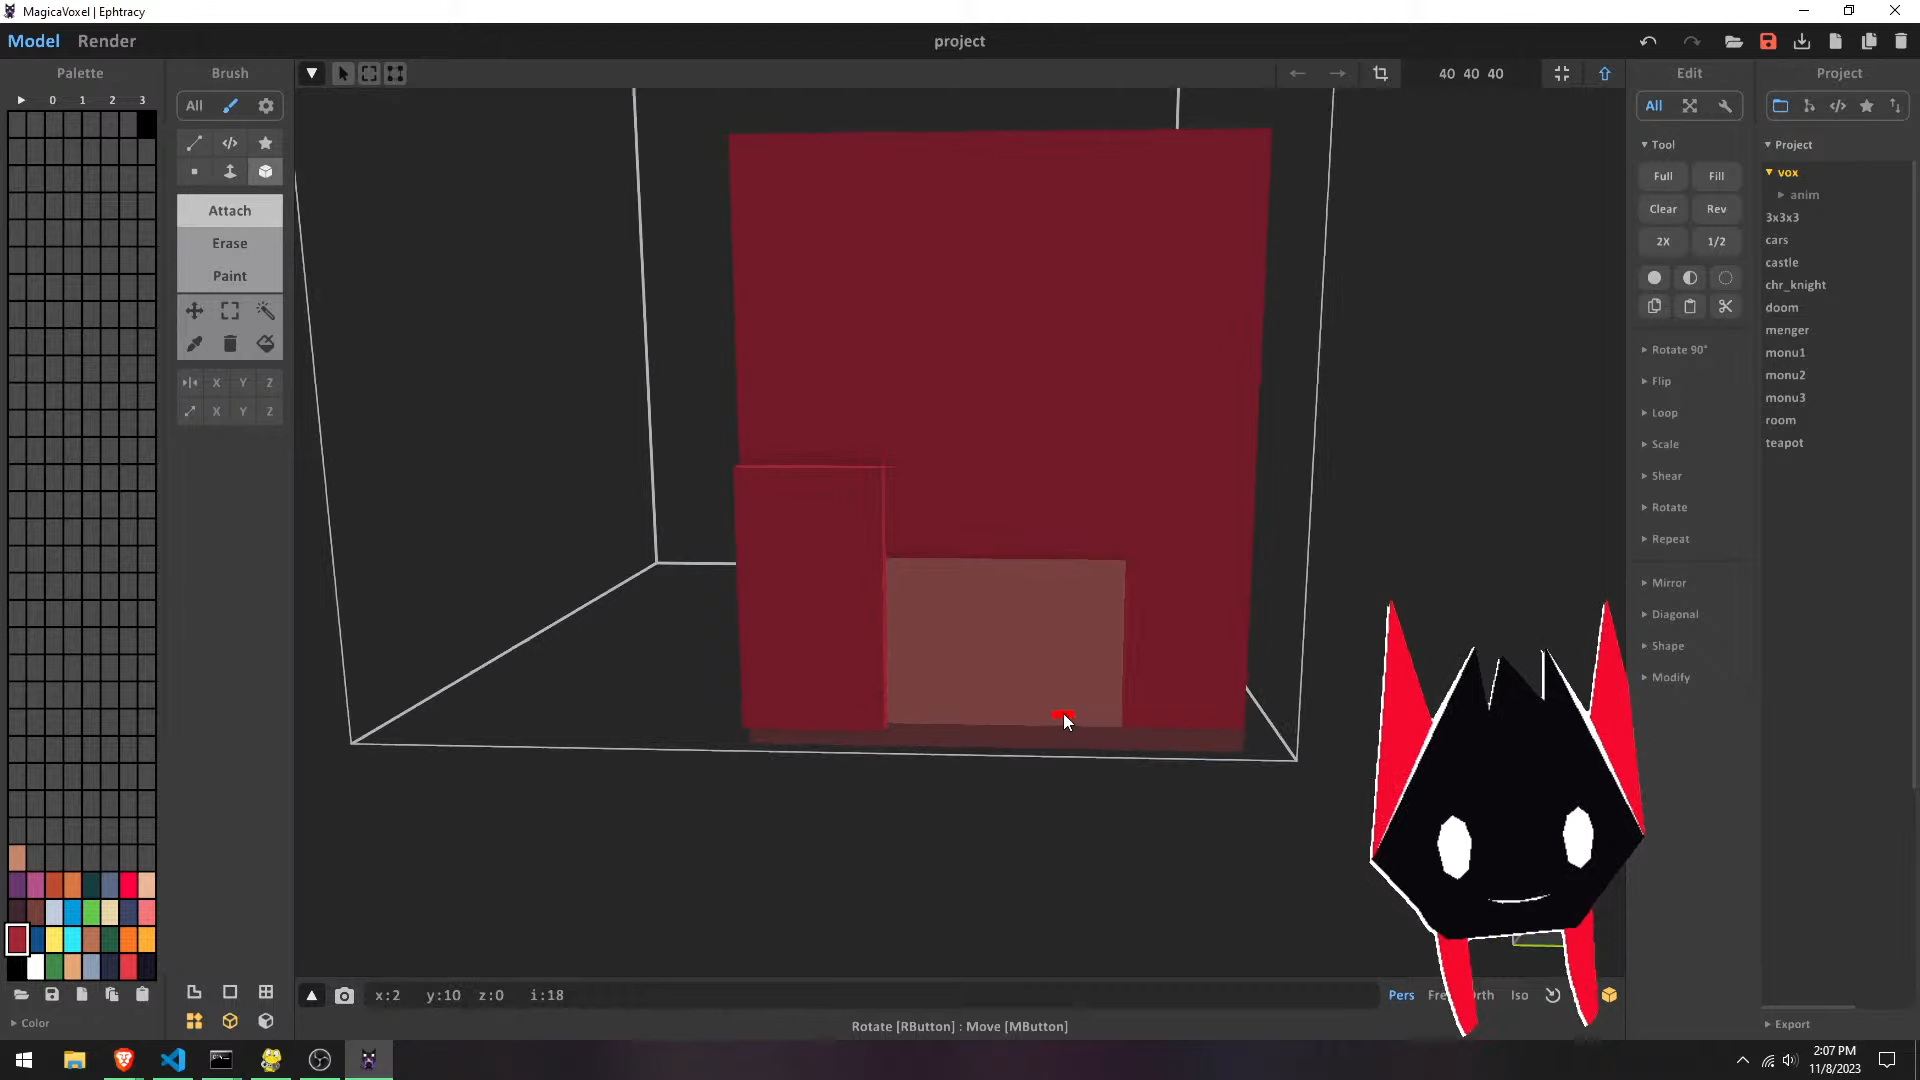 MagicaVoxel | Ephtracy
Model Render project
Palette Brush 40 40 40 Edit Project
0 1 2 3 All All
Tool Project
Full Fill vox
anim
Attach Clear Rev 3x3x3
Erase 2X 1/2 cars
Paint castle
chr_knight
doom
menger
Rotate 90° monu1
X Y Z Flip monu2
X Y Z Loop monu3
room
Scale teapot
Shear
Rotate
Repeat
Mirror
Diagonal
Shape
Modify
x:2 y:10 z:0 i:18 Pers Fre rth Iso
Color Rotate [RButton] : Move [MButton] Export
2:07 PM
11/8/2023